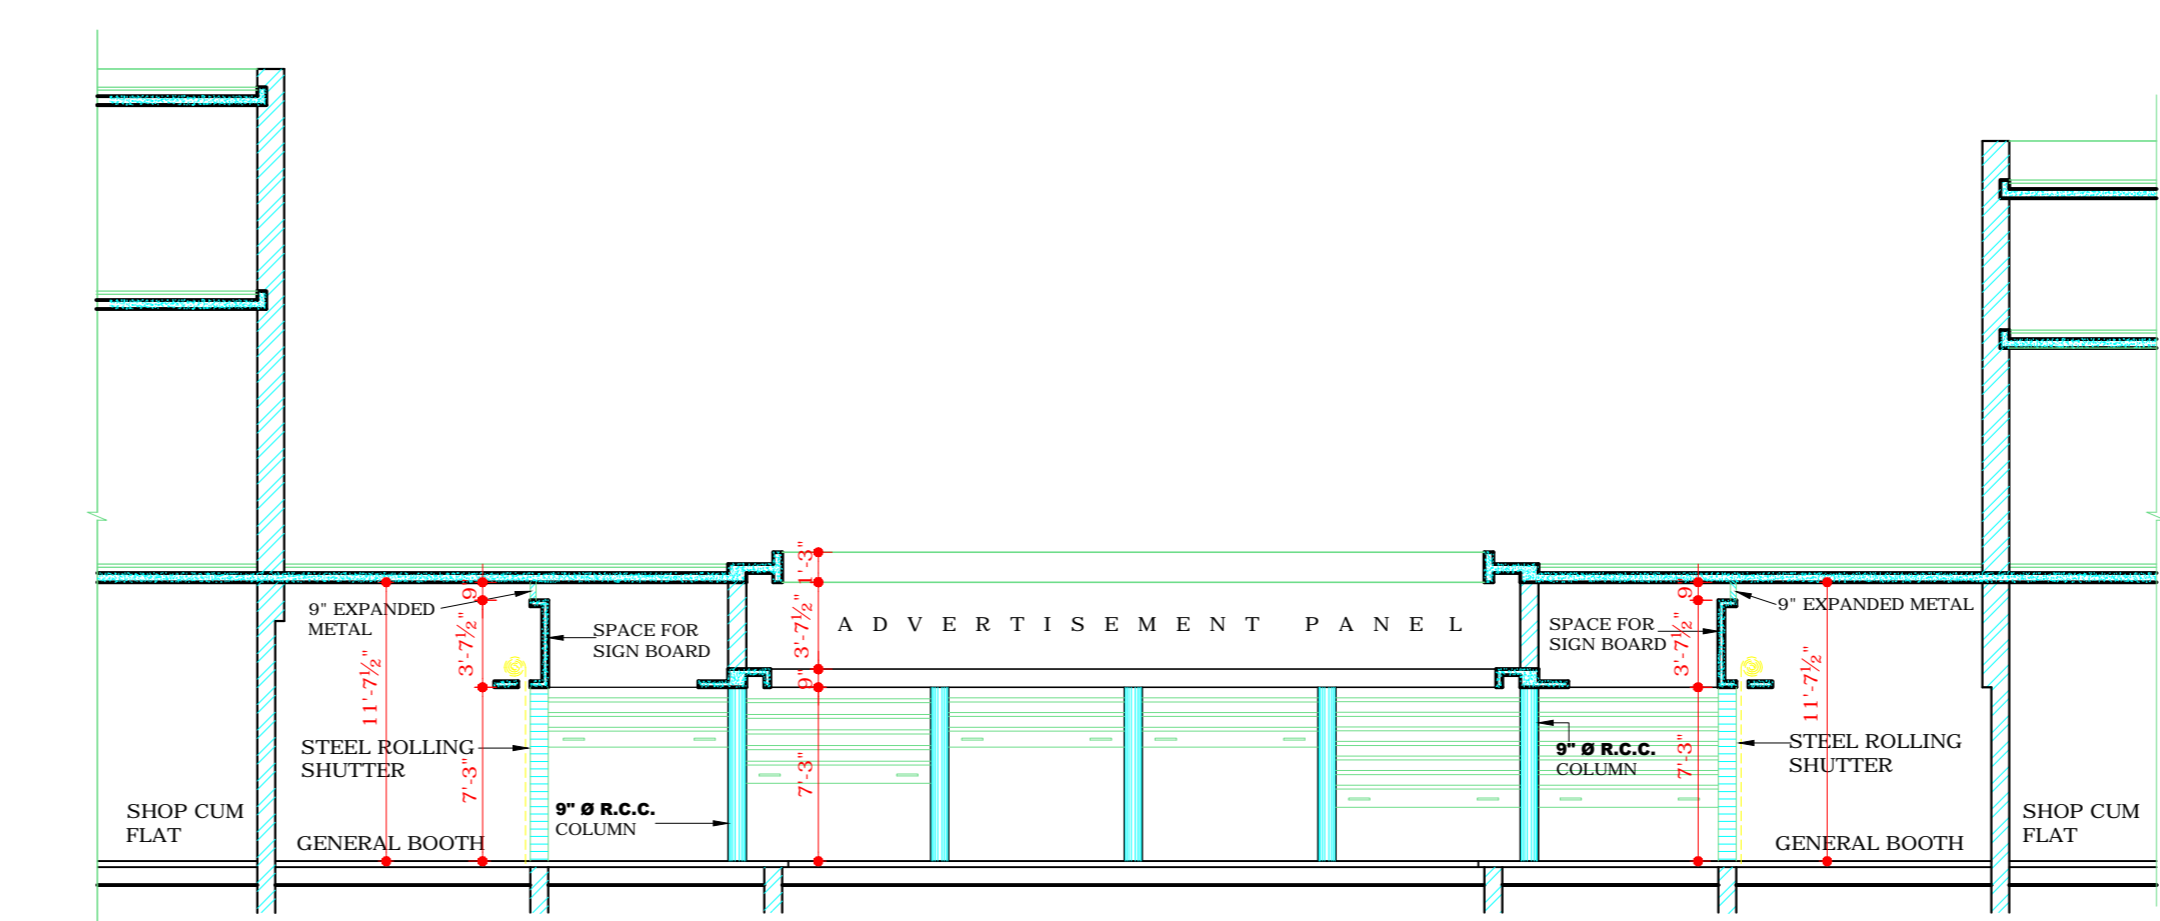 1'-3"
9"
9"
9" EXPANDED
METAL
3'-7½"
3'-7½"
ADVERTISEMENT PANEL
SPACE FOR
SIGN BOARD
SPACE FOR
SIGN BOARD
3'-7½"
9" EXPANDED METAL
11'-7½"
9"
11'-7½"
STEEL ROLLING
SHUTTER
7'-3"
7'-3"
9" Ø R.C.C.
COLUMN
7'-3"
STEEL ROLLING
SHUTTER
SHOP CUM
FLAT
9" Ø R.C.C.
COLUMN
GENERAL BOOTH
GENERAL BOOTH
SHOP CUM
FLAT